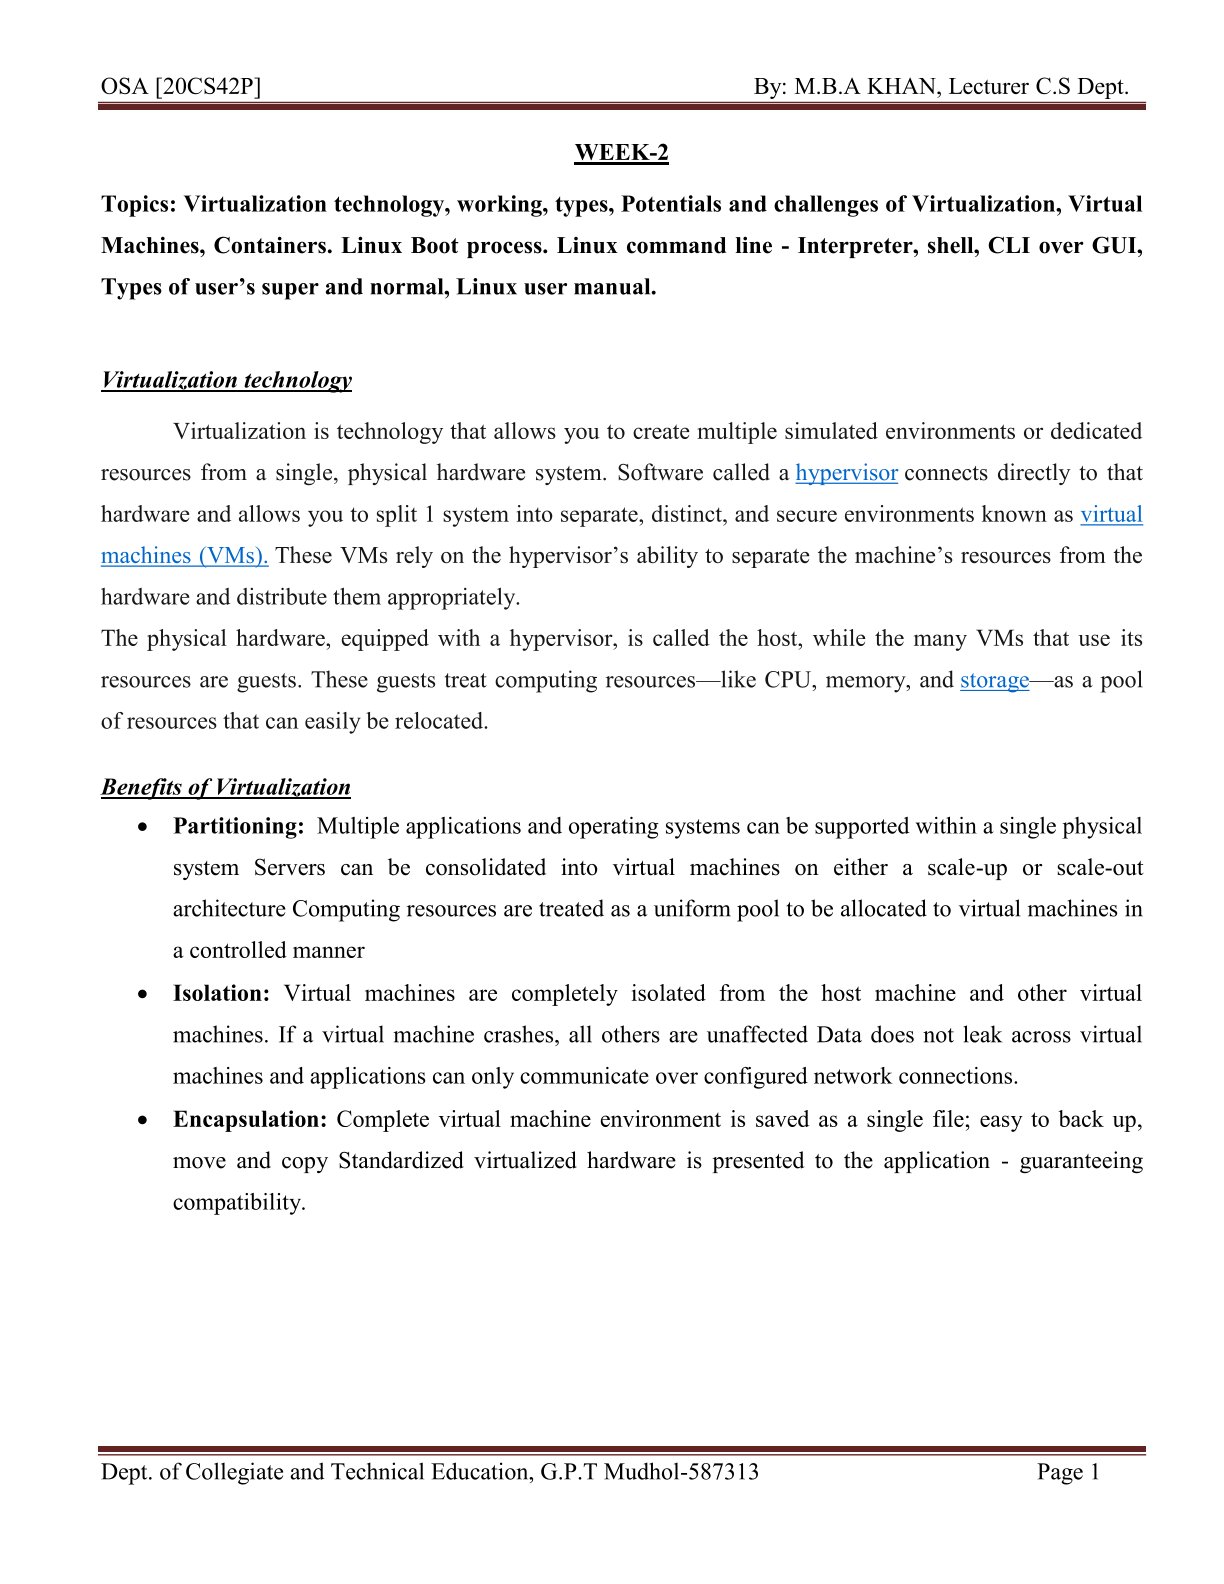 OSA [20CS42P] By: M.B.A KHAN, Lecturer C.S Dept.
WEEK-2
Topics: Virtualization technology, working, types, Potentials and challenges of Virtualization, Virtual
Machines, Containers. Linux Boot process. Linux command line - Interpreter, shell, CLI over GUI,
Types of user’s super and normal, Linux user manual.
Virtualization technology
Virtualization is technology that allows you to create multiple simulated environments or dedicated
resources from a single, physical hardware system. Software called a hypervisor connects directly to that
hardware and allows you to split 1 system into separate, distinct, and secure environments known as virtual
machines (VMs). These VMs rely on the hypervisor’s ability to separate the machine’s resources from the
hardware and distribute them appropriately.
The physical hardware, equipped with a hypervisor, is called the host, while the many VMs that use its
resources are guests. These guests treat computing resources—like CPU, memory, and storage—as a pool
of resources that can easily be relocated.
Benefits of Virtualization
• Partitioning: Multiple applications and operating systems can be supported within a single physical
system Servers can be consolidated into virtual machines on either a scale-up or scale-out
architecture Computing resources are treated as a uniform pool to be allocated to virtual machines in
a controlled manner
• Isolation: Virtual machines are completely isolated from the host machine and other virtual
machines. If a virtual machine crashes, all others are unaffected Data does not leak across virtual
machines and applications can only communicate over configured network connections.
• Encapsulation: Complete virtual machine environment is saved as a single file; easy to back up,
move and copy Standardized virtualized hardware is presented to the application - guaranteeing
compatibility.
Dept. of Collegiate and Technical Education, G.P.T Mudhol-587313 Page 1